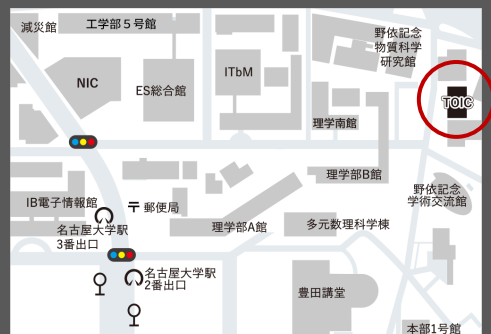 減災館
工学部５号館
野依記念
物質科学
研究館
NIC
ES総合館
ITbM
TOIC
理学南館
理学部B館
野依記念
学術交流館
IB電子情報館
〒郵便局
名古屋大学駅
3番出口
理学部A館
多元数理科学棟
名古屋大学駅
2番出口
豊田講堂
本部1号館